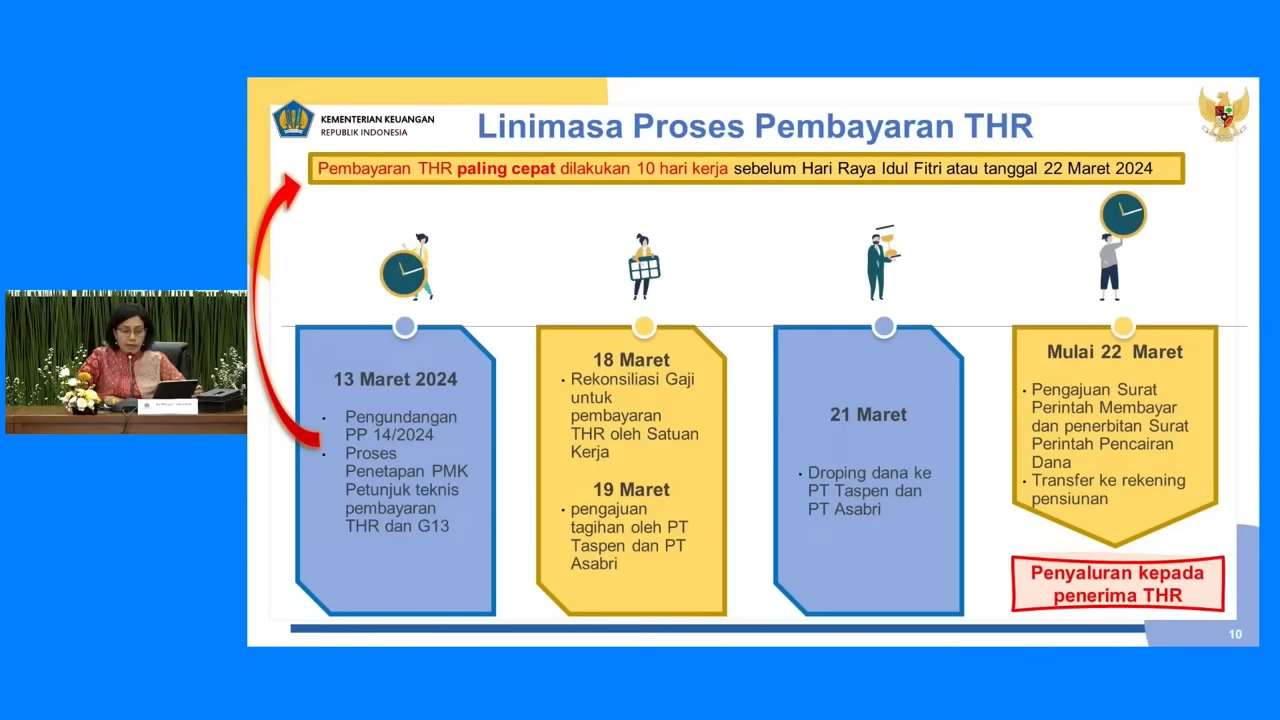 KEMENTERIAN KEUANGAN
REPUBLIK INDONESIA
Linimasa Proses Pembayaran THR
Pembayaran THR paling cepat dilakukan 10 hari kerja sebelum Hari Raya Idul Fitri atau tanggal 22 Maret 2024
13 Maret 2024
• Pengundangan
PP 14/2024
• Proses
Penetapan PMK
Petunjuk teknis
pembayaran
THR dan G13
18 Maret
• Rekonsiliasi Gaji
untuk
pembayaran
THR oleh Satuan
Kerja
19 Maret
• pengajuan
tagihan oleh PT
Taspen dan PT
Asabri
21 Maret
• Droping dana ke
PT Taspen dan
PT Asabri
Mulai 22 Maret
• Pengajuan Surat
Perintah Membayar
dan penerbitan Surat
Perintah Pencairan
Dana
• Transfer ke rekening
pensiunan
Penyaluran kepada
penerima THR
10